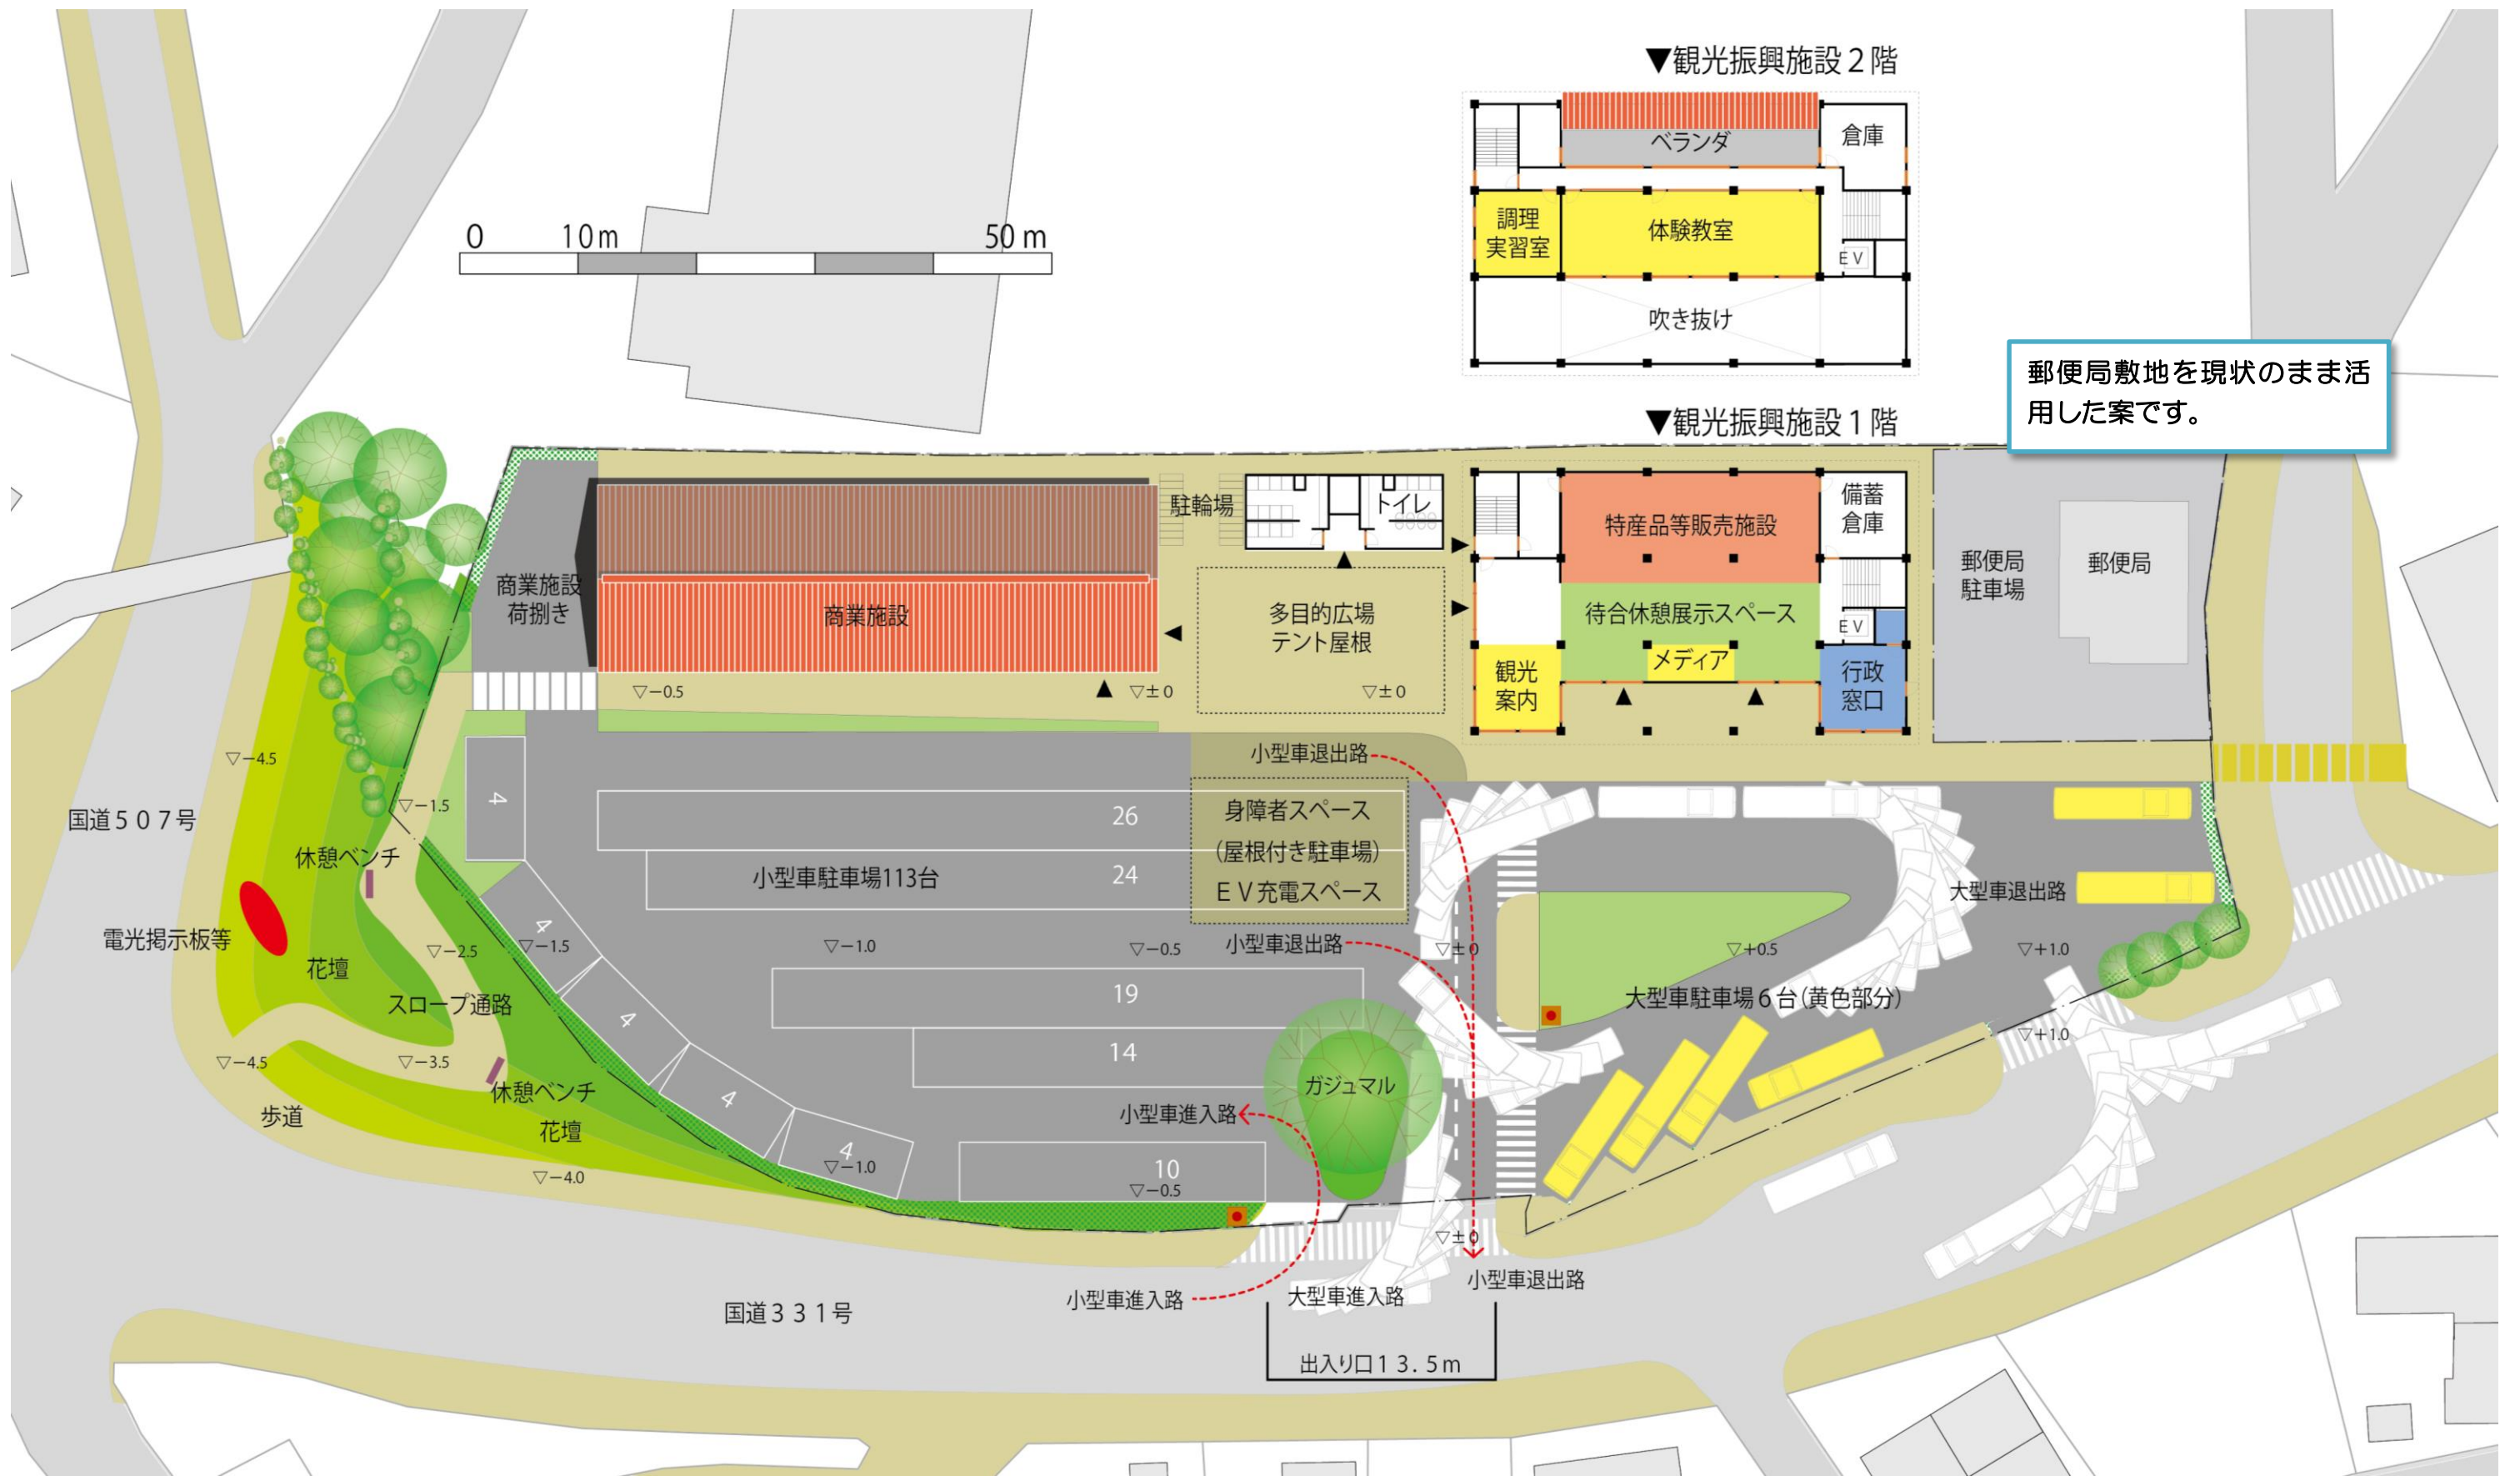 ▼観光振興施設２階
ベランダ
倉庫
調理
実習室
体験教室
EV
吹き抜け
0
10m
50m
郵便局敷地を現状のまま活
用した案です。
▼観光振興施設１階
駐輪場
トイレ
特産品等販売施設
備蓄
倉庫
郵便局
駐車場
郵便局
商業施設
荷捌き
商業施設
多目的広場
テント屋根
待合休憩展示スペース
EV
メディア
観光
案内
行政
窓口
▽−0.5
▽±0
▽±0
小型車退出路
▽−4.5
▽−1.5
国道５０７号
4
26
身障者スペース
(屋根付き駐車場)
ＥＶ充電スペース
休憩ベンチ
小型車駐車場113台
24
大型車退出路
電光掲示板等
花壇
▽−2.5
4
▽−1.5
▽−1.0
▽−0.5
小型車退出路
▽±0
▽+0.5
▽+1.0
スロープ通路
4
19
大型車駐車場６台(黄色部分)
▽+1.0
▽−4.5
▽−3.5
14
ガジュマル
休憩ベンチ
4
小型車進入路
歩道
花壇
4
▽−1.0
10
▽−0.5
▽−4.0
▽±0
小型車進入路
大型車進入路
小型車退出路
国道３３１号
出入り口１３.５m